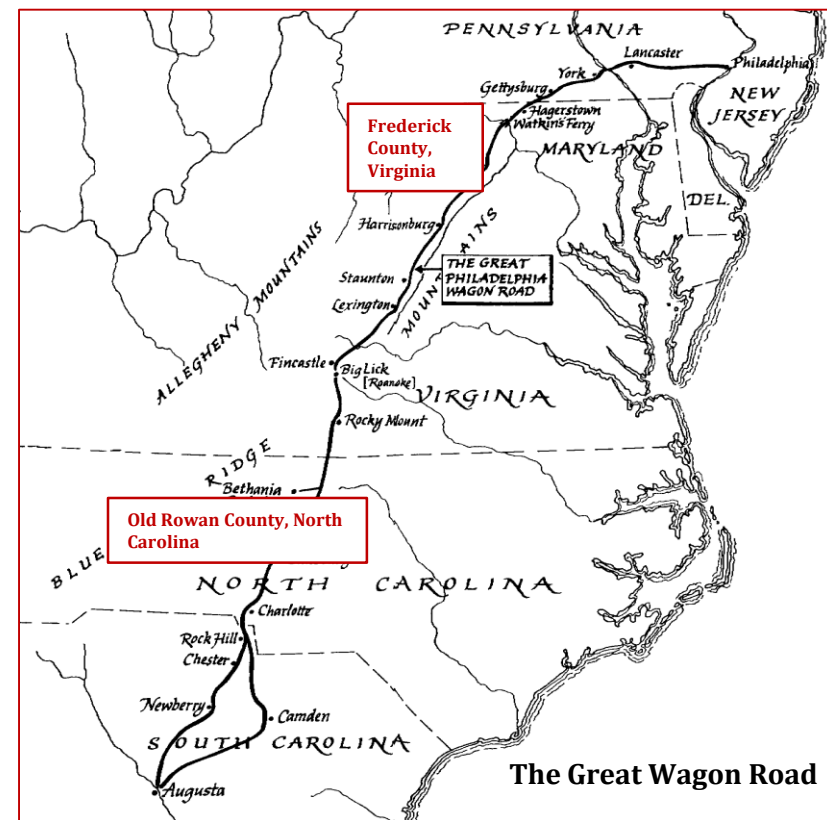 PENNSYLVANIA
Lancaster
Philadelphia
York
Gettysburg
NEW
JERSEY
Hagerstown
Watkin's Ferry
Frederick
County,
Virginia
MARYLAND
DEL.
Harrisonburg
MOUNTAINS
THE GREAT
PHILADELPHIA
WAGON ROAD
Staunton
Lexington
ALLEGHENY MOUNTAINS
Fincastle
Big Lick
[Roanoke]
VIRGINIA
Rocky Mount
BLUE RIDGE
Bethania
Old Rowan County, North
Carolina
NORTH CAROLINA
Charlotte
Rock Hill
Chester
Newberry
Camden
SOUTH CAROLINA
Augusta
The Great Wagon Road